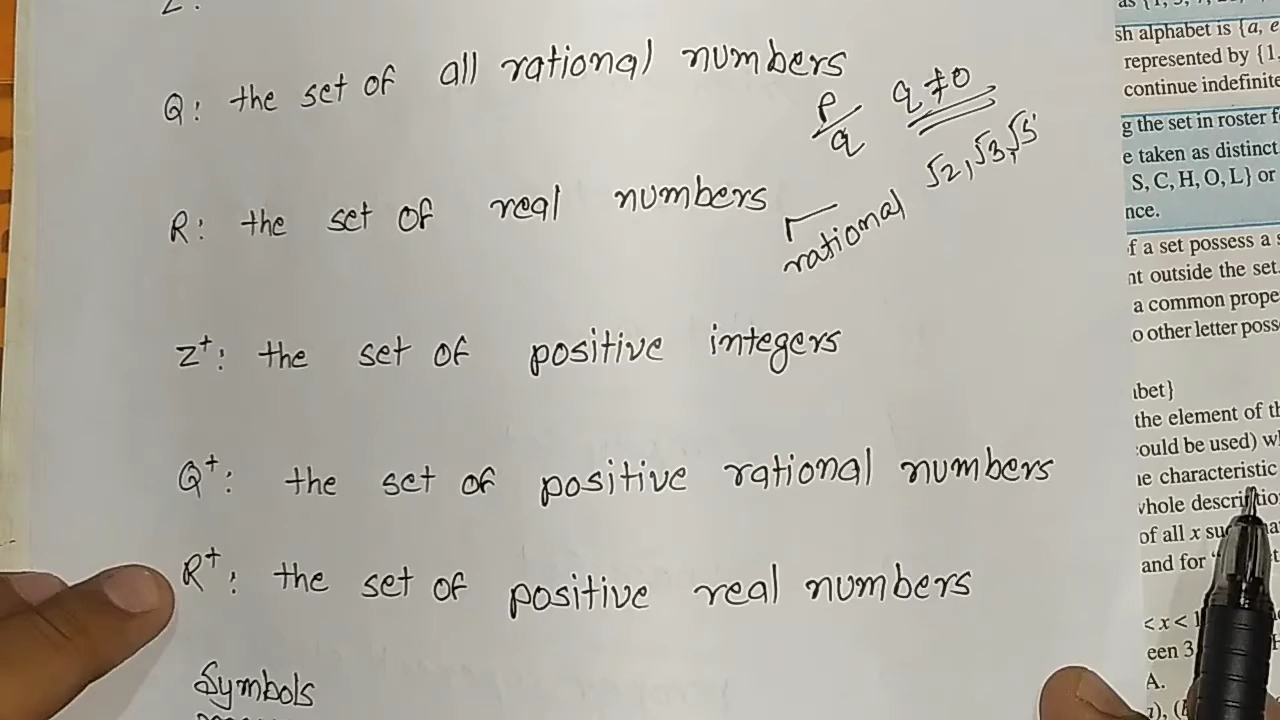 Q: the set of all rational numbers
p/q q≠0
R: the set of real numbers
rational √2, √3, √5
Z⁺: the set of positive integers
Q⁺: the set of positive rational numbers
R⁺: the set of positive real numbers
Symbols
sh alphabet is {a, e
represented by {1,
continue indefinite
g the set in roster f
e taken as distinct
S, C, H, O, L} or
nce.
f a set possess a s
nt outside the set.
a common prope
o other letter poss
abet}
the element of th
ould be used) w
ne characteristic
whole descriptio
of all x su
and for "
< x < 1
een 3
A.